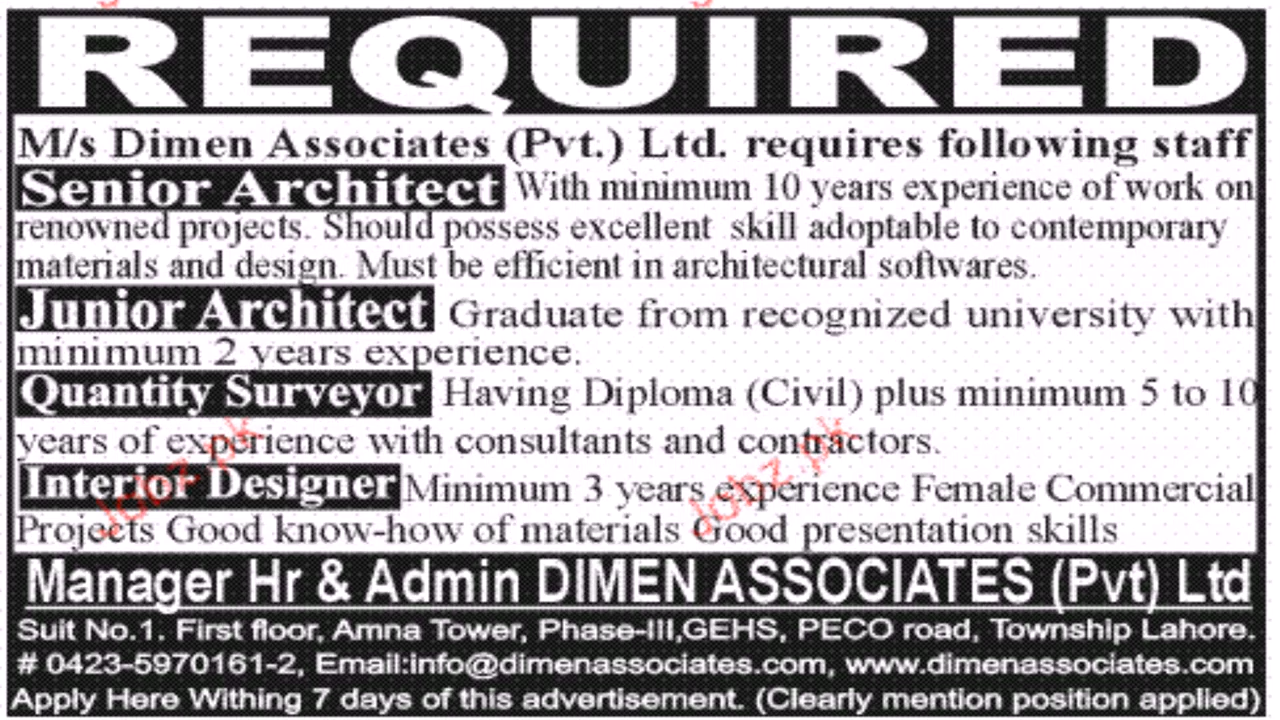 REQUIRED
M/s Dimen Associates (Pvt.) Ltd. requires following staff
Senior Architect With minimum 10 years experience of work on
renowned projects. Should possess excellent skill adoptable to contemporary
materials and design. Must be efficient in architectural softwares.
Junior Architect Graduate from recognized university with
minimum 2 years experience.
Quantity Surveyor Having Diploma (Civil) plus minimum 5 to 10
years of experience with consultants and contractors.
Interior Designer Minimum 3 years experience Female Commercial
Projects Good know-how of materials Good presentation skills
Jobz.pk
Jobz.pk
Manager Hr & Admin DIMEN ASSOCIATES (Pvt) Ltd
Suit No.1. First floor, Amna Tower, Phase-III,GEHS, PECO road, Township Lahore.
# 0423-5970161-2, Email:info@dimenassociates.com, www.dimenassociates.com
Apply Here Withing 7 days of this advertisement. (Clearly mention position applied)